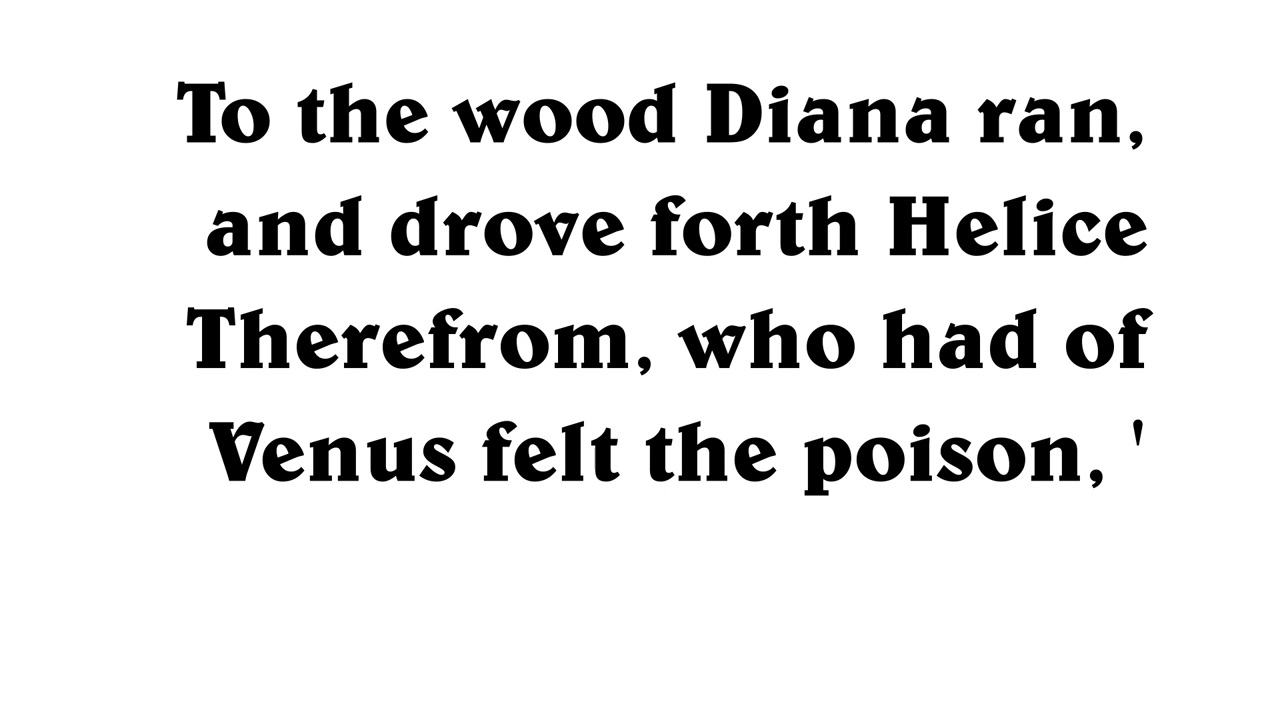 To the wood Diana ran,
and drove forth Helice
Therefrom, who had of
Venus felt the poison, '